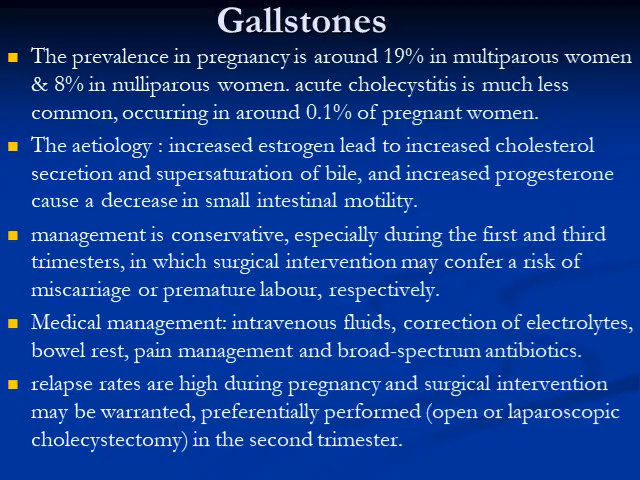 Gallstones
The prevalence in pregnancy is around 19% in multiparous women
& 8% in nulliparous women. acute cholecystitis is much less
common, occurring in around 0.1% of pregnant women.
The aetiology : increased estrogen lead to increased cholesterol
secretion and supersaturation of bile, and increased progesterone
cause a decrease in small intestinal motility.
management is conservative, especially during the first and third
trimesters, in which surgical intervention may confer a risk of
miscarriage or premature labour, respectively.
Medical management: intravenous fluids, correction of electrolytes,
bowel rest, pain management and broad-spectrum antibiotics.
relapse rates are high during pregnancy and surgical intervention
may be warranted, preferentially performed (open or laparoscopic
cholecystectomy) in the second trimester.